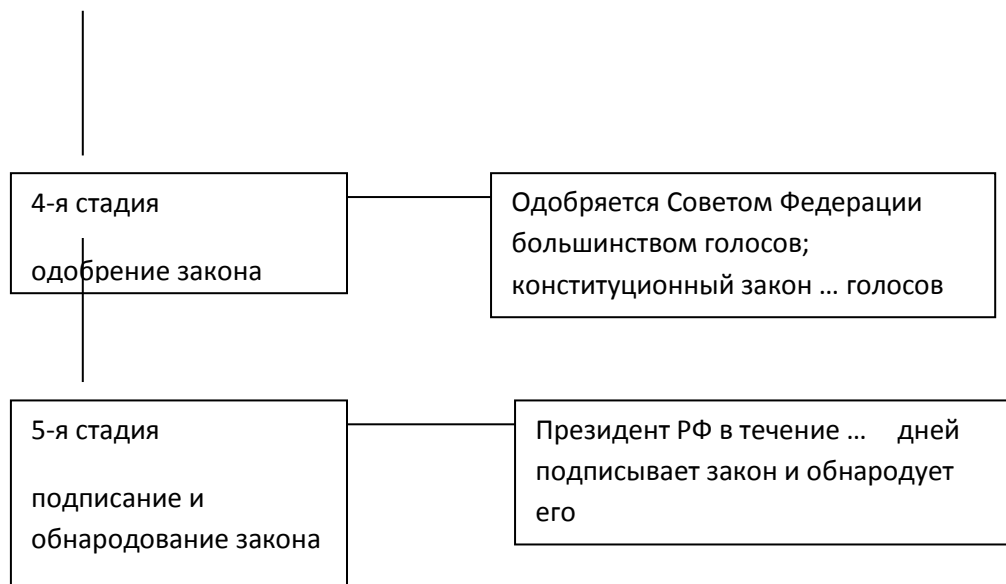 4-я стадия
одобрение закона
Одобряется Советом Федерации
большинством голосов;
конституционный закон ... голосов
5-я стадия
подписание и
обнародование закона
Президент РФ в течение ... дней
подписывает закон и обнародует
его